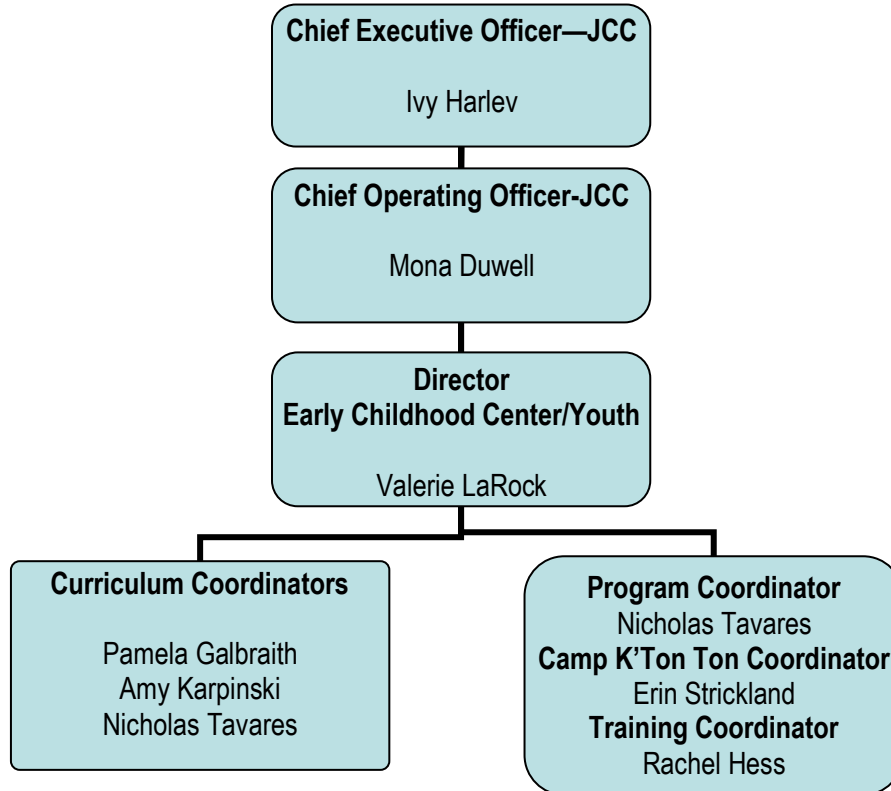 Chief Executive Officer—JCC
Ivy Harlev
Chief Operating Officer-JCC
Mona Duwell
Director
Early Childhood Center/Youth
Valerie LaRock
Curriculum Coordinators
Pamela Galbraith
Amy Karpinski
Nicholas Tavares
Program Coordinator
Nicholas Tavares
Camp K’Ton Ton Coordinator
Erin Strickland
Training Coordinator
Rachel Hess